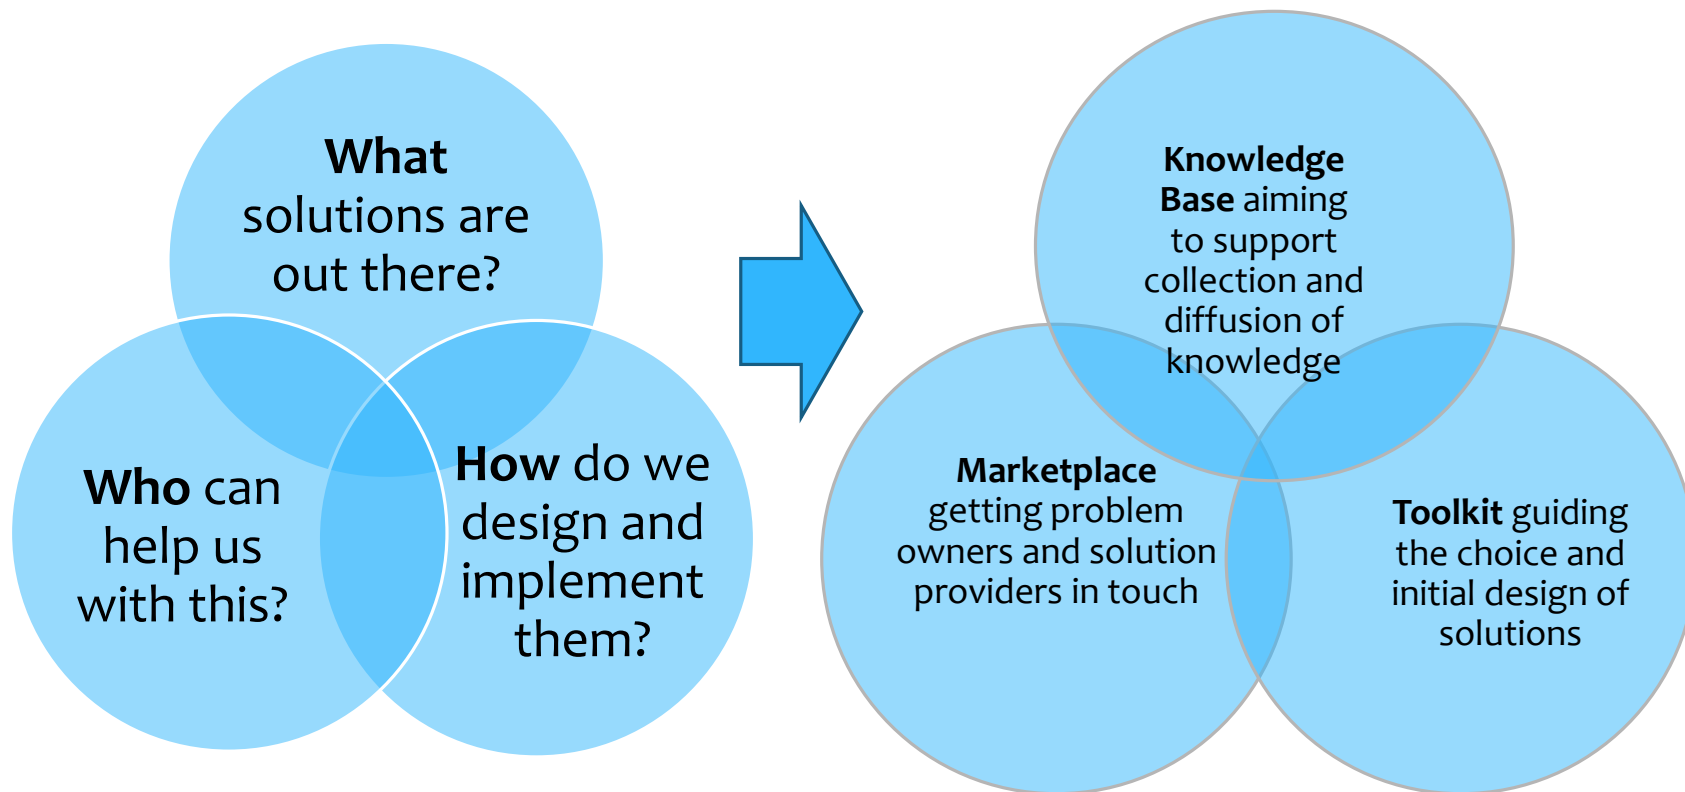 What
solutions are
out there?
Who can
help us
with this?
How do we
design and
implement
them?
Knowledge
Base aiming
to support
collection and
diffusion of
knowledge
Marketplace
getting problem
owners and solution
providers in touch
Toolkit guiding
the choice and
initial design of
solutions